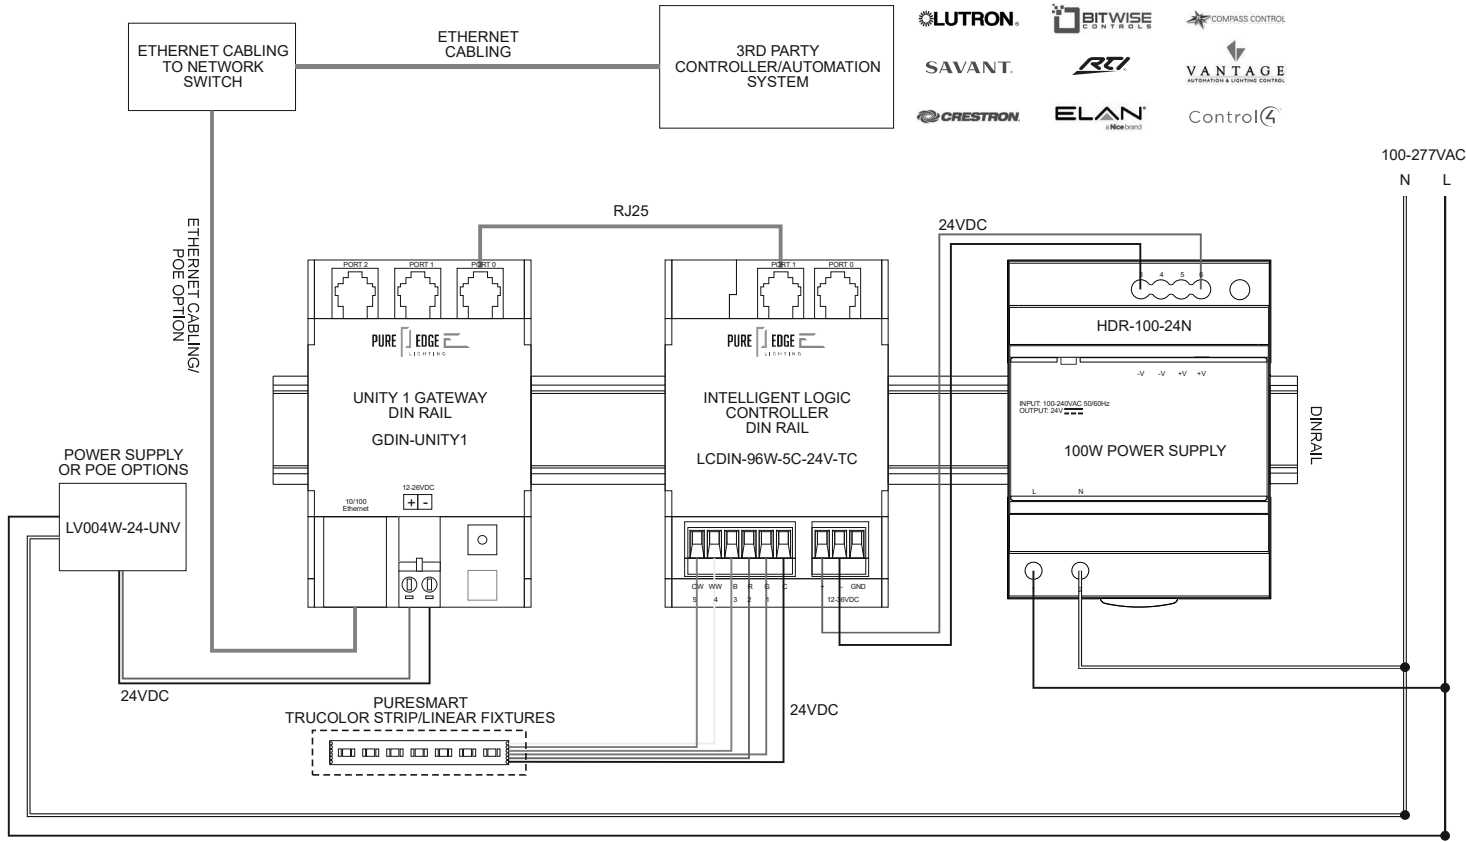 ETHERNET CABLING
TO NETWORK
SWITCH
ETHERNET
CABLING
3RD PARTY
CONTROLLER/AUTOMATION
SYSTEM
LUTRON
BITWISE
CONTROLS
COMPASS CONTROL
SAVANT.
RTI
VANTAGE
AUTOMATION & LIGHTING CONTROL
CRESTRON
ELAN
a Nice brand
Control4
100-277VAC
N L
ETHERNET CABLING/
POE OPTION
RJ25
24VDC
PORT 2 PORT 1 PORT 0
PURE EDGE
LIGHTING
UNITY 1 GATEWAY
DIN RAIL
GDIN-UNITY1
12-26VDC
+ -
10/100
Ethernet
PORT 1 PORT 0
PURE EDGE
LIGHTING
INTELLIGENT LOGIC
CONTROLLER
DIN RAIL
LCDIN-96W-5C-24V-TC
CW WW B R G C
5 4 3 2 1
+ - GND
12-36VDC
3 4 5 6
HDR-100-24N
-V -V +V +V
INPUT: 100-240VAC 50/60Hz
OUTPUT: 24V
100W POWER SUPPLY
L N
DINRAIL
POWER SUPPLY
OR POE OPTIONS
LV004W-24-UNV
24VDC
PURESMART
TRUCOLOR STRIP/LINEAR FIXTURES
24VDC